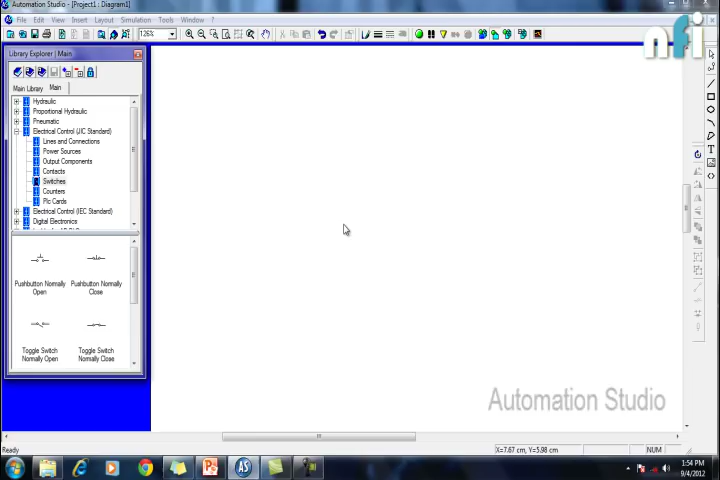 Automation Studio - [Project1 : Diagram1]
File Edit View Insert Layout Simulation Tools Window ?
126%
nfi
Library Explorer | Main
Main Library Main
Hydraulic
Proportional Hydraulic
Pneumatic
Electrical Control (JIC Standard)
Lines and Connections
Power Sources
Output Components
Contacts
Switches
Counters
Plc Cards
Electrical Control (IEC Standard)
Digital Electronics
Pushbutton Normally Open
Pushbutton Normally Close
Toggle Switch Normally Open
Toggle Switch Normally Close
Automation Studio
Ready
X=7.67 cm, Y=5.98 cm
NUM
1:54 PM
9/4/2012